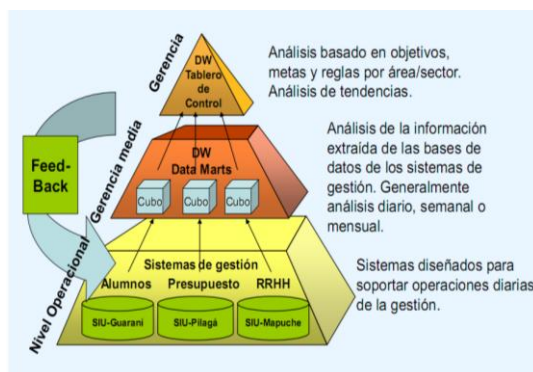 Gerencia
DW
Tablero
de
Control
Análisis basado en objetivos,
metas y reglas por área/sector.
Análisis de tendencias.
Feed-
Back
Gerencia media
DW
Data Marts
Cubo
Cubo
Cubo
Análisis de la información
extraída de las bases de
datos de los sistemas de
gestión. Generalmente
análisis diario, semanal o
mensual.
Nivel Operacional
Sistemas de gestión
Alumnos
Presupuesto
RRHH
SIU-Guaraní
SIU-Pilagá
SIU-Mapuche
Sistemas diseñados para
soportar operaciones diarias
de la gestión.